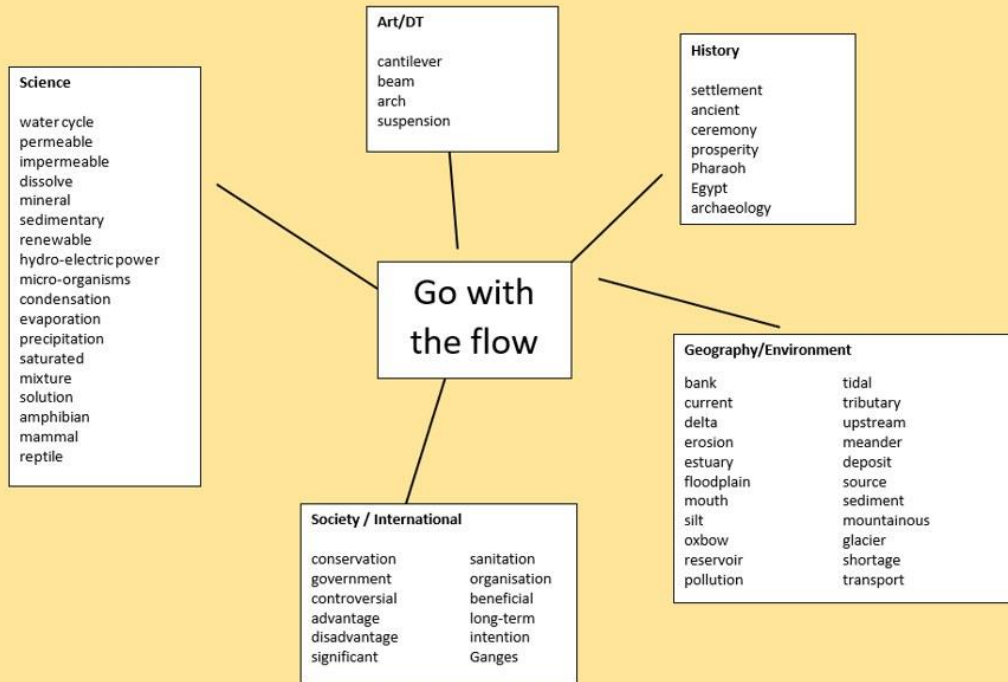 Art/DT
cantilever
beam
arch
suspension
History
settlement
ancient
ceremony
prosperity
Pharaoh
Egypt
archaeology
Science
water cycle
permeable
impermeable
dissolve
mineral
sedimentary
renewable
hydro-electric power
micro-organisms
condensation
evaporation
precipitation
saturated
mixture
solution
amphibian
mammal
reptile
Go with
the flow
Geography/Environment
bank tidal
current tributary
delta upstream
erosion meander
estuary deposit
floodplain source
mouth sediment
silt mountainous
oxbow glacier
reservoir shortage
pollution transport
Society / International
conservation sanitation
government organisation
controversial beneficial
advantage long-term
disadvantage intention
significant Ganges